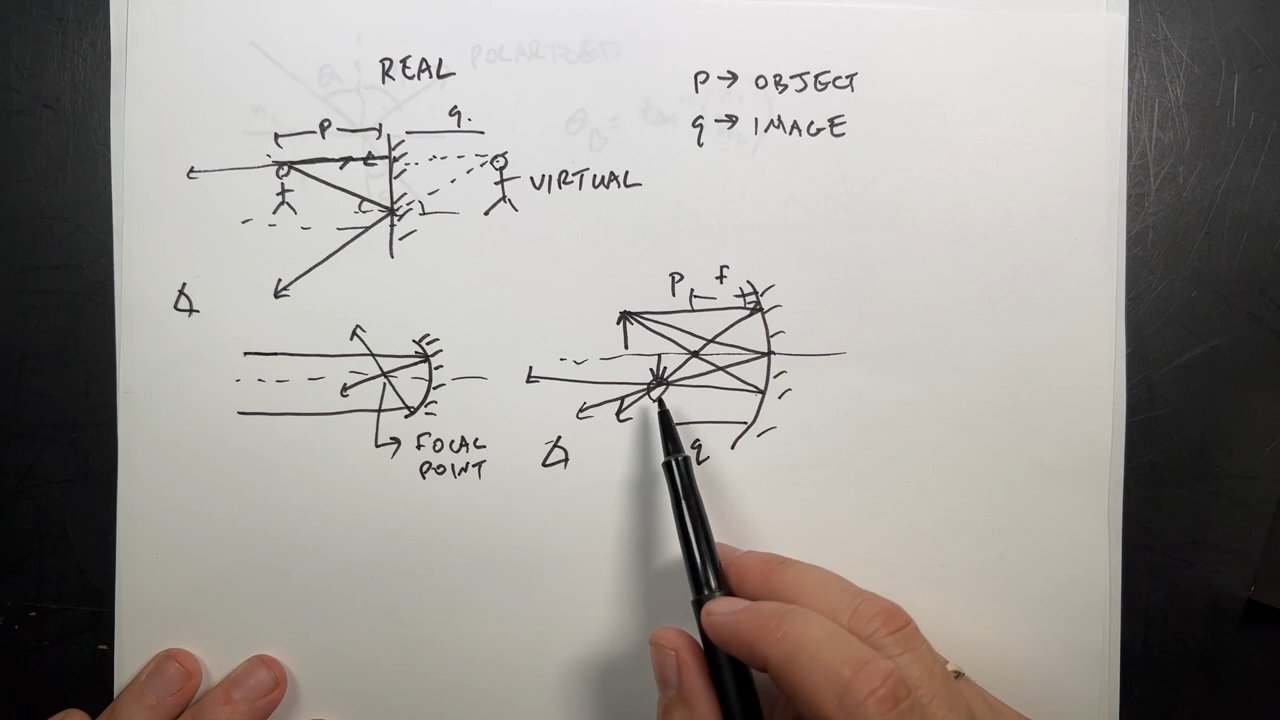 REAL
p → OBJECT
q → IMAGE
p
q.
VIRTUAL
p f
FOCAL
POINT
q